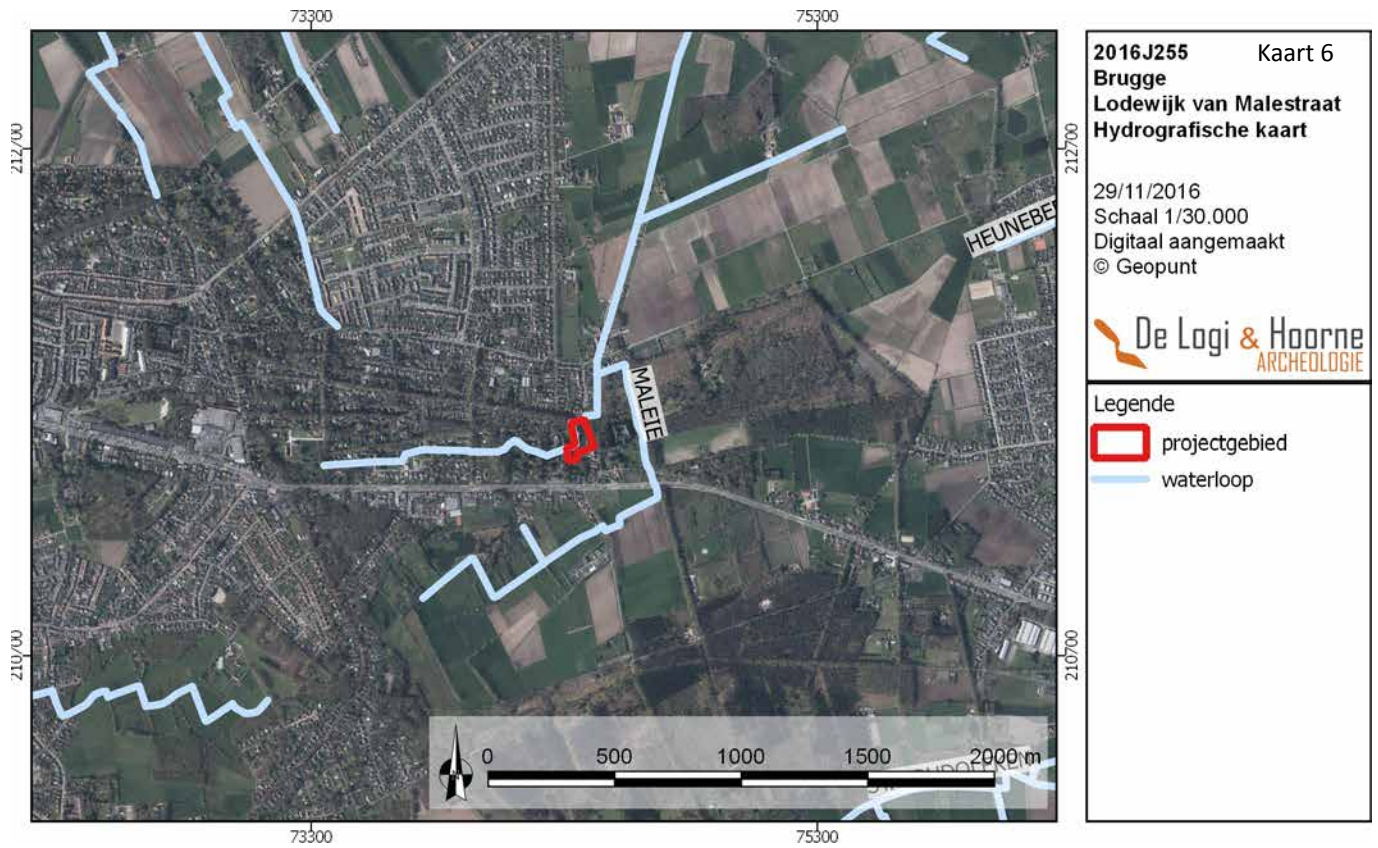 73300 75300
2016J255 Kaart 6
Brugge
Lodewijk van Malestraat
Hydrografische kaart
29/11/2016
Schaal 1/30.000
Digitaal aangemaakt
© Geopunt
De Logi & Hoorne
ARCHEOLOGIE
Legende
projectgebied
waterloop
212700 212700
HEUNEBE
MALEIE
210700 210700
0 500 1000 1500 2000 m
73300 75300